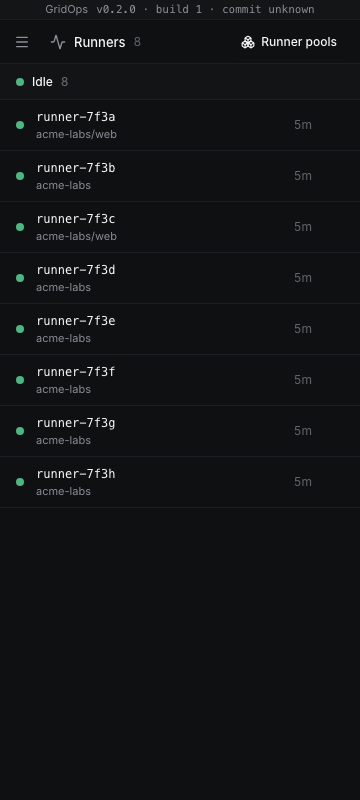 GridOps v0.2.0 · build 1 · commit unknown
Runners 8
Runner pools
Idle 8
runner-7f3a
acme-labs/web
5m
runner-7f3b
acme-labs
5m
runner-7f3c
acme-labs/web
5m
runner-7f3d
acme-labs
5m
runner-7f3e
acme-labs
5m
runner-7f3f
acme-labs
5m
runner-7f3g
acme-labs
5m
runner-7f3h
acme-labs
5m